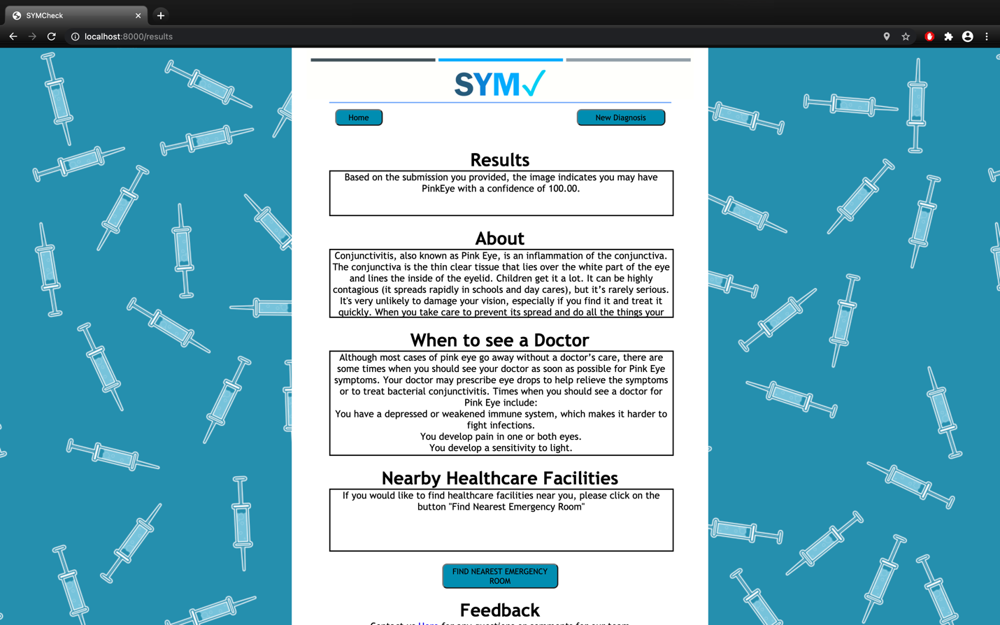 SYMCheck
localhost:8000/results
SYM
Home
New Diagnosis
Results
Based on the submission you provided, the image indicates you may have
PinkEye with a confidence of 100.00.
About
Conjunctivitis, also known as Pink Eye, is an inflammation of the conjunctiva.
The conjunctiva is the thin clear tissue that lies over the white part of the eye
and lines the inside of the eyelid. Children get it a lot. It can be highly
contagious (it spreads rapidly in schools and day cares), but it’s rarely serious.
It's very unlikely to damage your vision, especially if you find it and treat it
quickly. When you take care to prevent its spread and do all the things your
When to see a Doctor
Although most cases of pink eye go away without a doctor’s care, there are
some times when you should see your doctor as soon as possible for Pink Eye
symptoms. Your doctor may prescribe eye drops to help relieve the symptoms
or to treat bacterial conjunctivitis. Times when you should see a doctor for
Pink Eye include:
You have a depressed or weakened immune system, which makes it harder to
fight infections.
You develop pain in one or both eyes.
You develop a sensitivity to light.
Nearby Healthcare Facilities
If you would like to find healthcare facilities near you, please click on the
button "Find Nearest Emergency Room"
FIND NEAREST EMERGENCY
ROOM
Feedback
Contact us Here for any questions or comments for our team